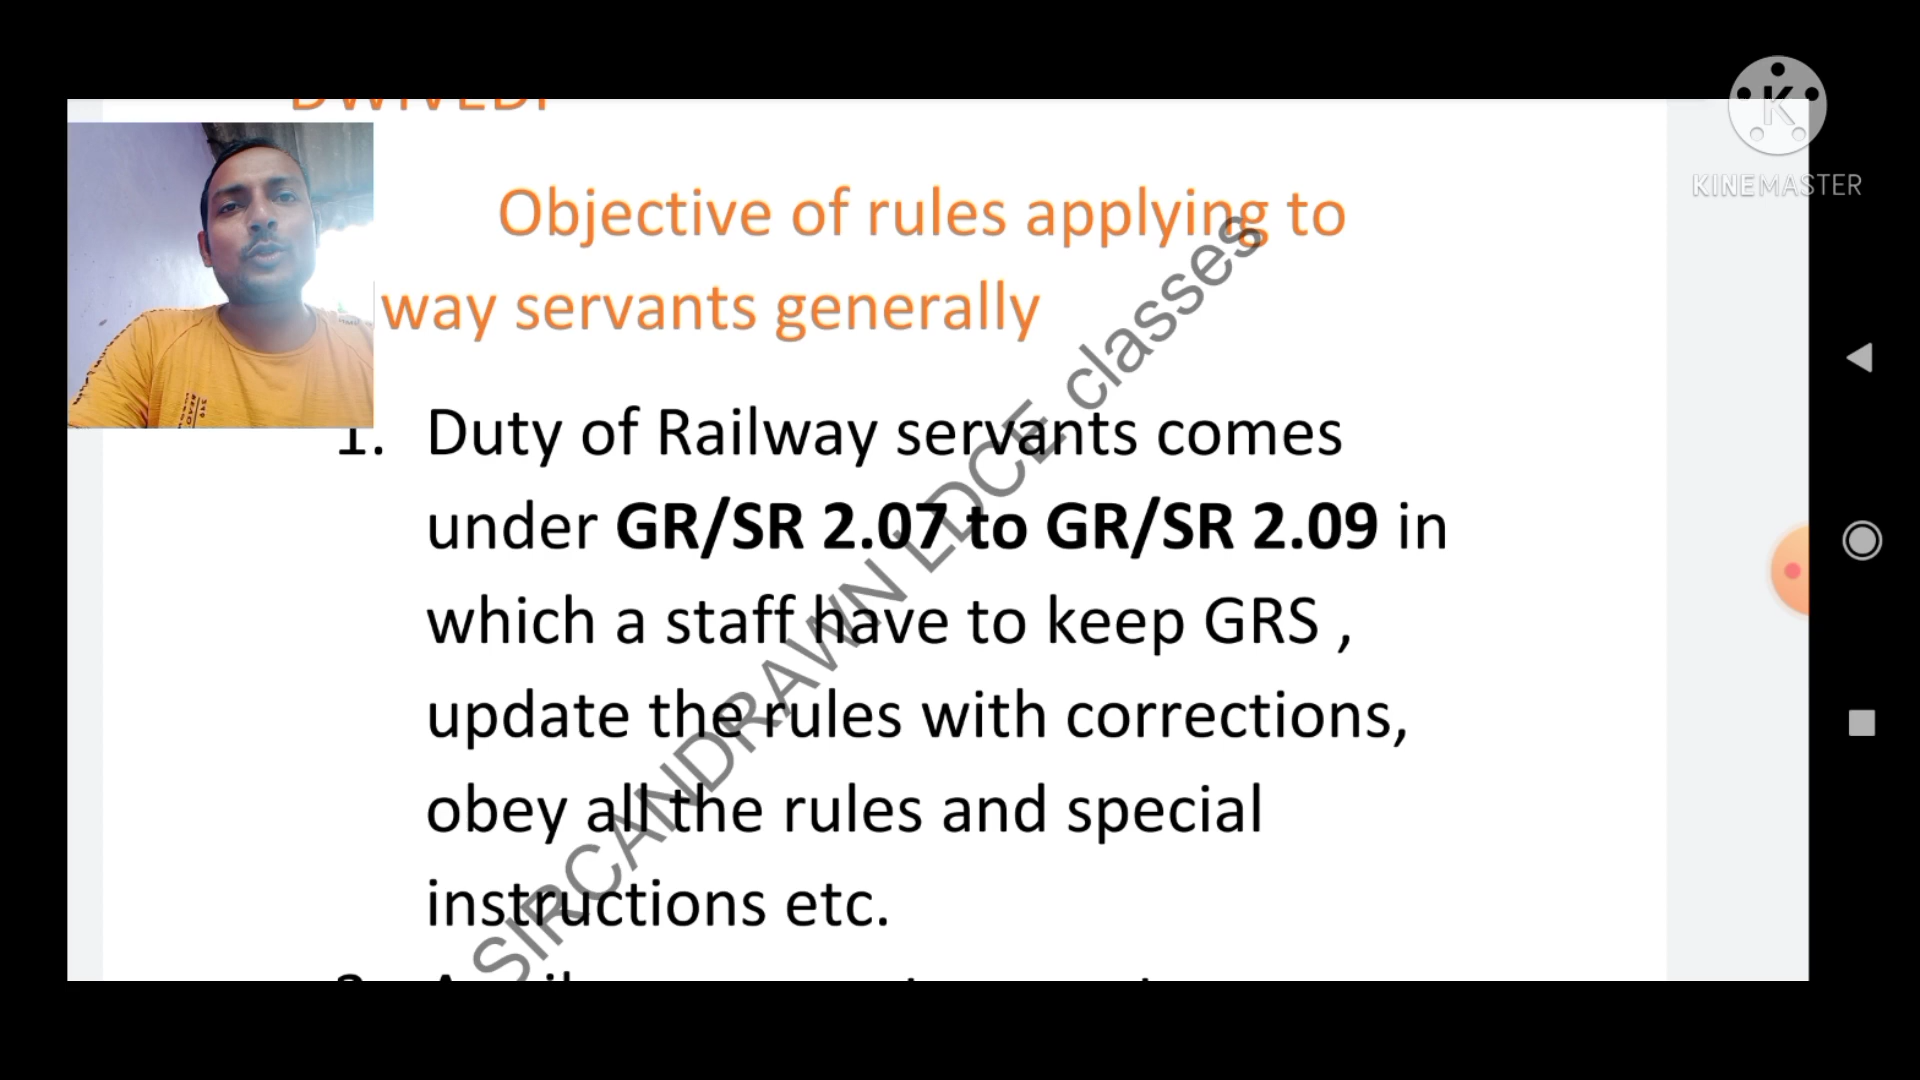 DWIVEDI
Objective of rules applying to
way servants generally
1. Duty of Railway servants comes
under GR/SR 2.07 to GR/SR 2.09 in
which a staff have to keep GRS ,
update the rules with corrections,
obey all the rules and special
instructions etc.
SIRCANDRAWN LDCE classes
K
KINEMASTER